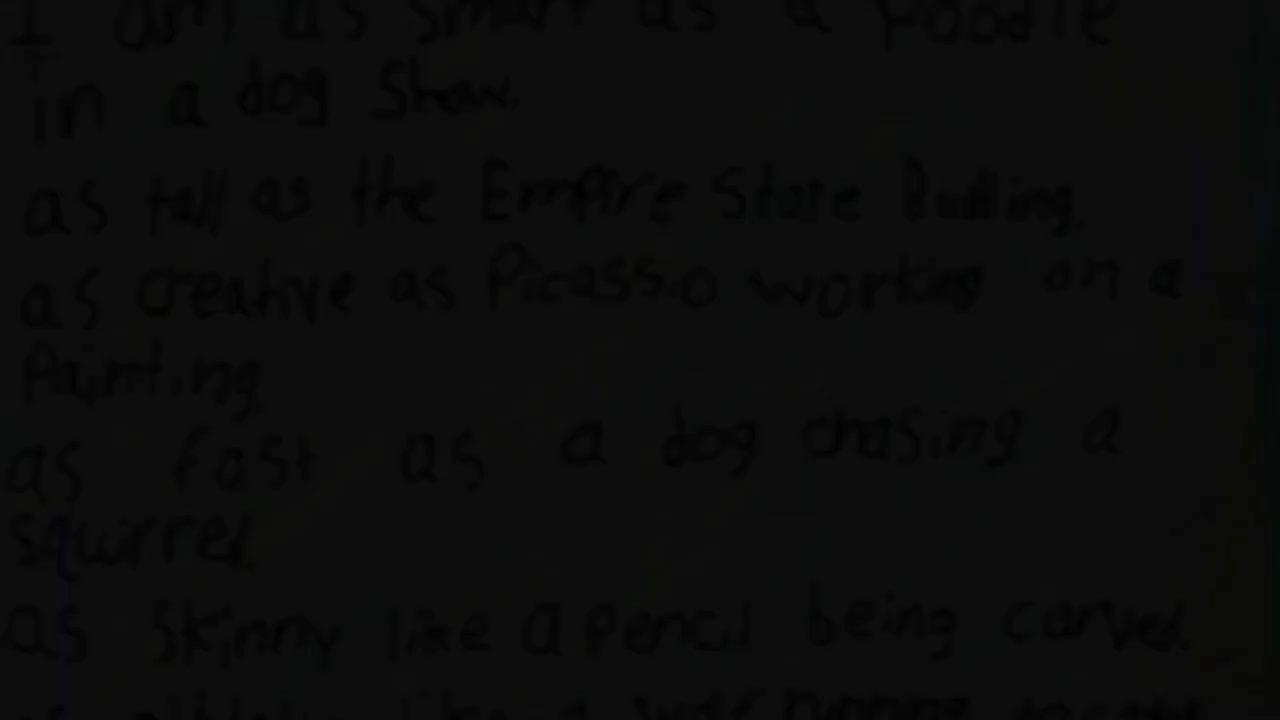 I am as smart as a Poodle
in a dog Show.
as tall as the Empire State Building.
as creative as Picasso working on a
Painting
as fast as a dog chasing a
squirrel
as skinny like a pencil being carved.